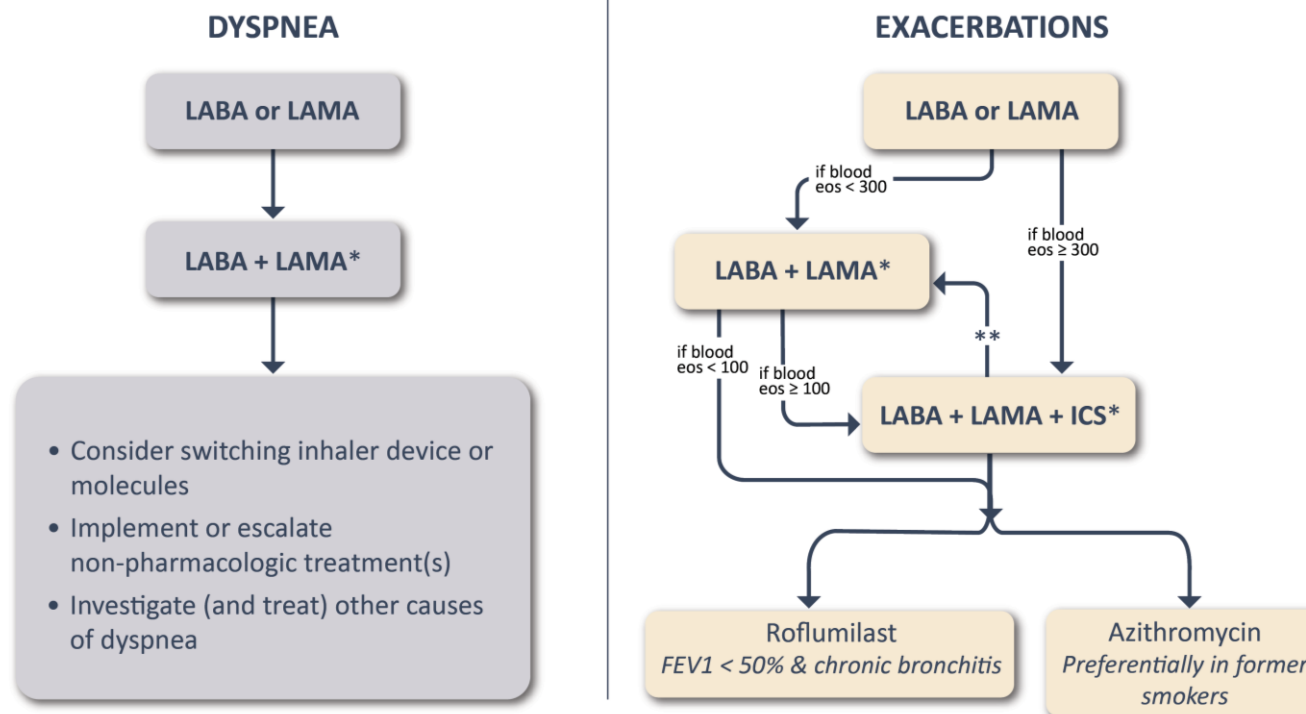 DYSPNEA
LABA or LAMA
LABA + LAMA*
• Consider switching inhaler device or
molecules
• Implement or escalate
non-pharmacologic treatment(s)
• Investigate (and treat) other causes
of dyspnea
EXACERBATIONS
LABA or LAMA
if blood
eos < 300
if blood
eos ≥ 300
LABA + LAMA*
**
if blood
eos < 100
if blood
eos ≥ 100
LABA + LAMA + ICS*
Roflumilast
FEV1 < 50% & chronic bronchitis
Azithromycin
Preferentially in former
smokers